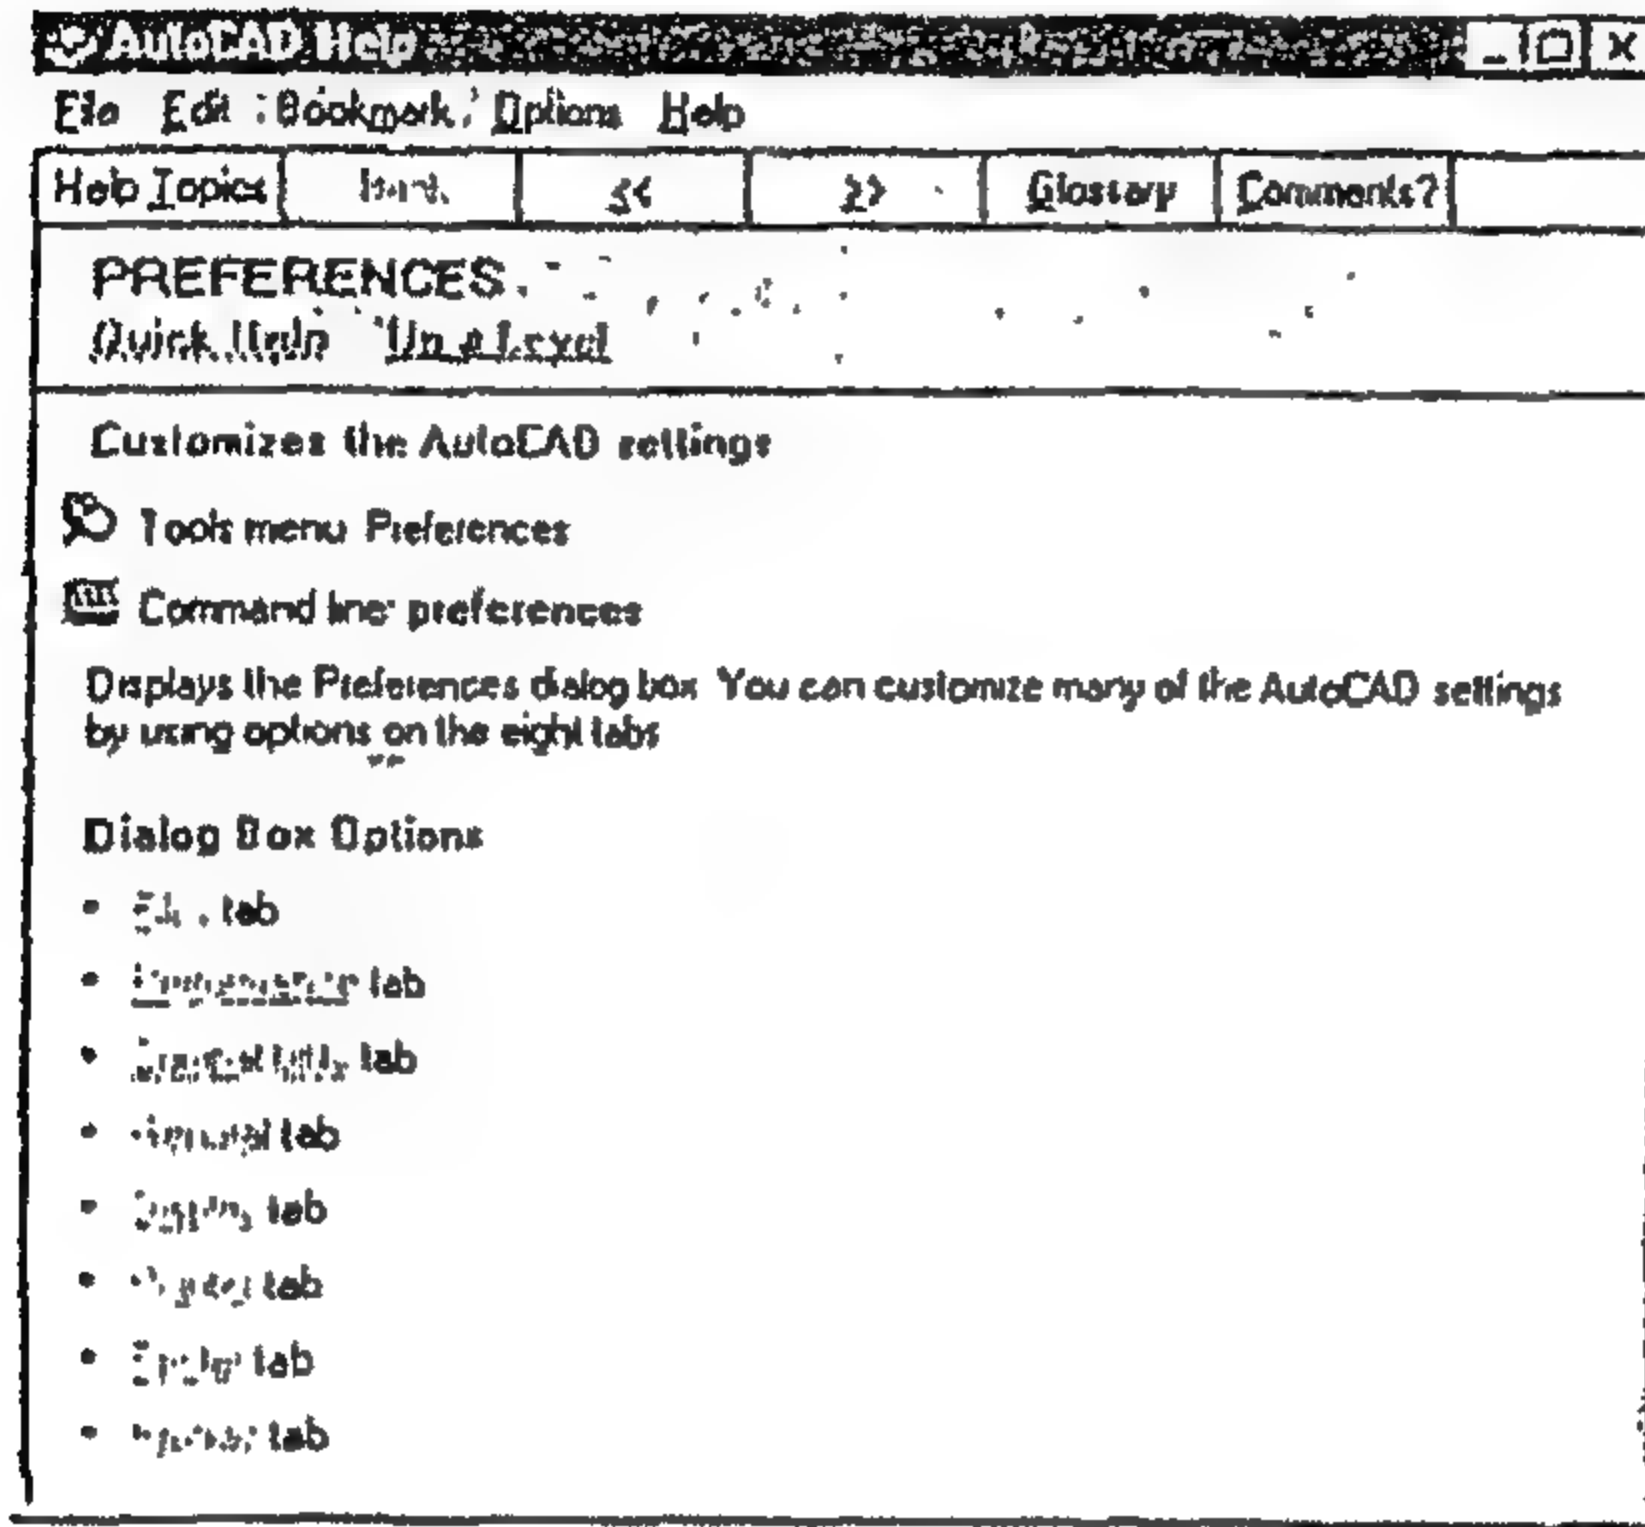 AutoCAD Help
File Edit Bookmark Options Help
Help Topics Back << >> Glossary Comments?
PREFERENCES
Quick Help Up a Level
Customizes the AutoCAD settings
Tools menu Preferences
Command line: preferences
Displays the Preferences dialog box You can customize many of the AutoCAD settings
by using options on the eight tabs
Dialog Box Options
• tab
• tab
• tab
• General tab
• tab
• tab
• tab
• tab